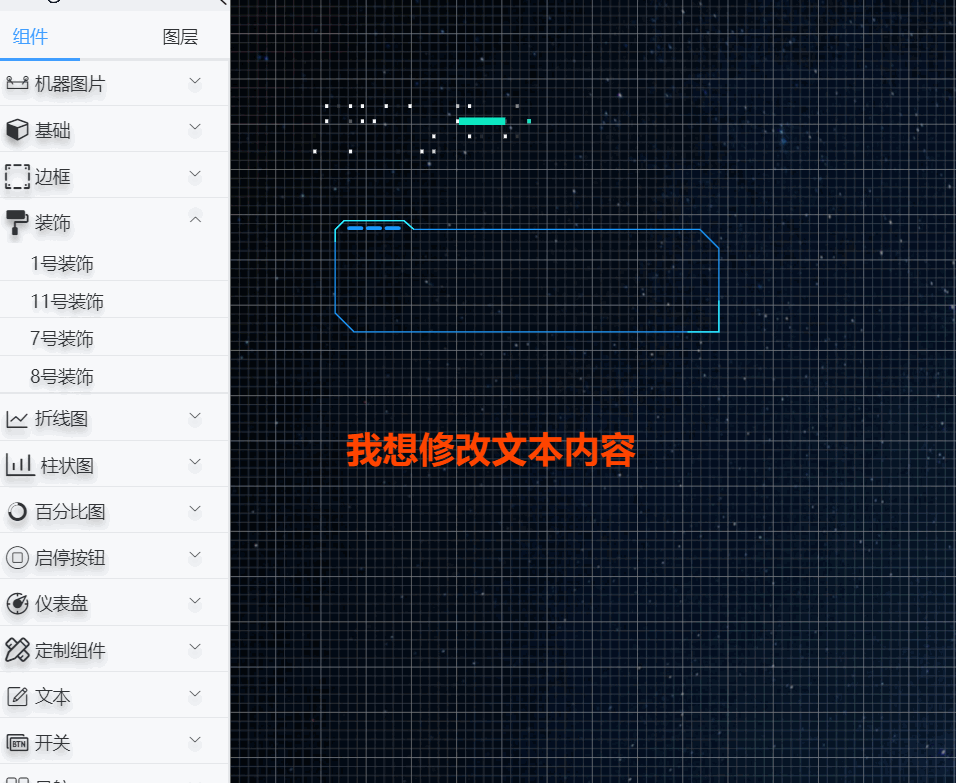 组件
图层
机器图片
基础
边框
装饰
1号装饰
11号装饰
7号装饰
8号装饰
折线图
柱状图
百分比图
启停按钮
仪表盘
定制组件
文本
BTN 开关
我想修改文本内容